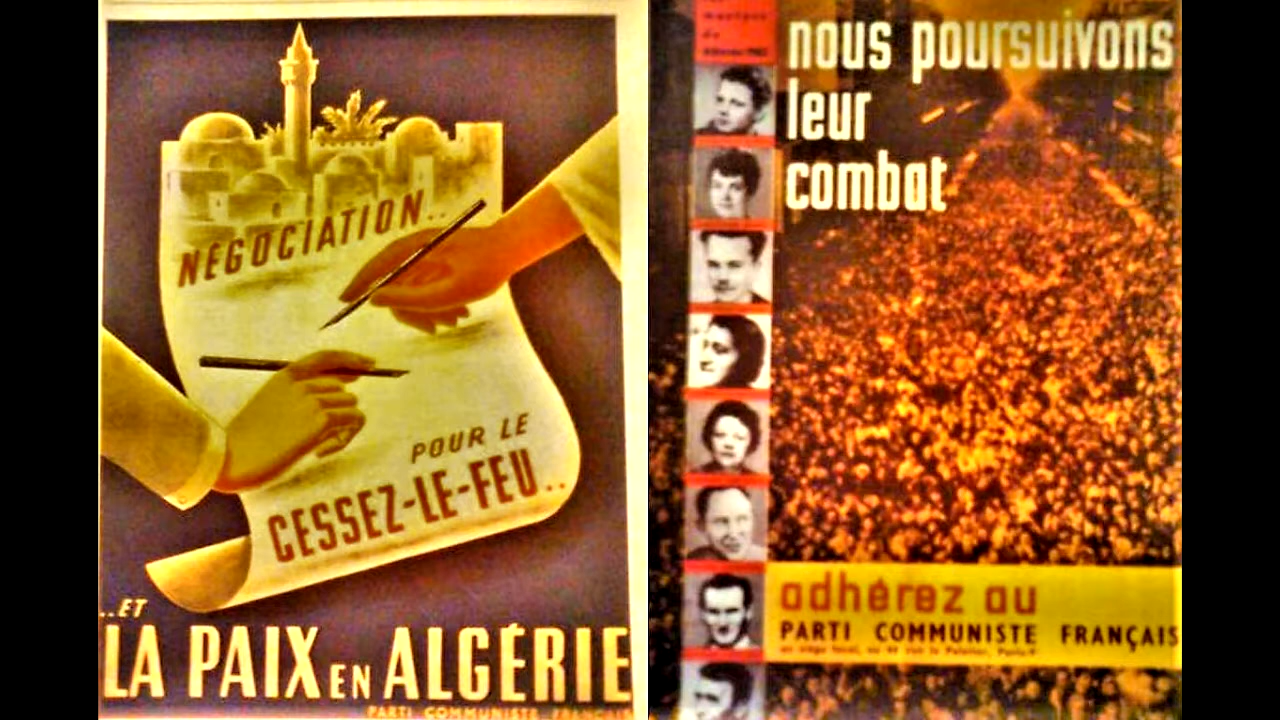 NÉGOCIATION..
POUR LE
CESSEZ-LE-FEU..
..ET
LA PAIX EN ALGÉRIE
PARTI COMMUNISTE FRANÇAIS
nous poursuivons
leur
combat
adhérez au
PARTI COMMUNISTE FRANÇAIS